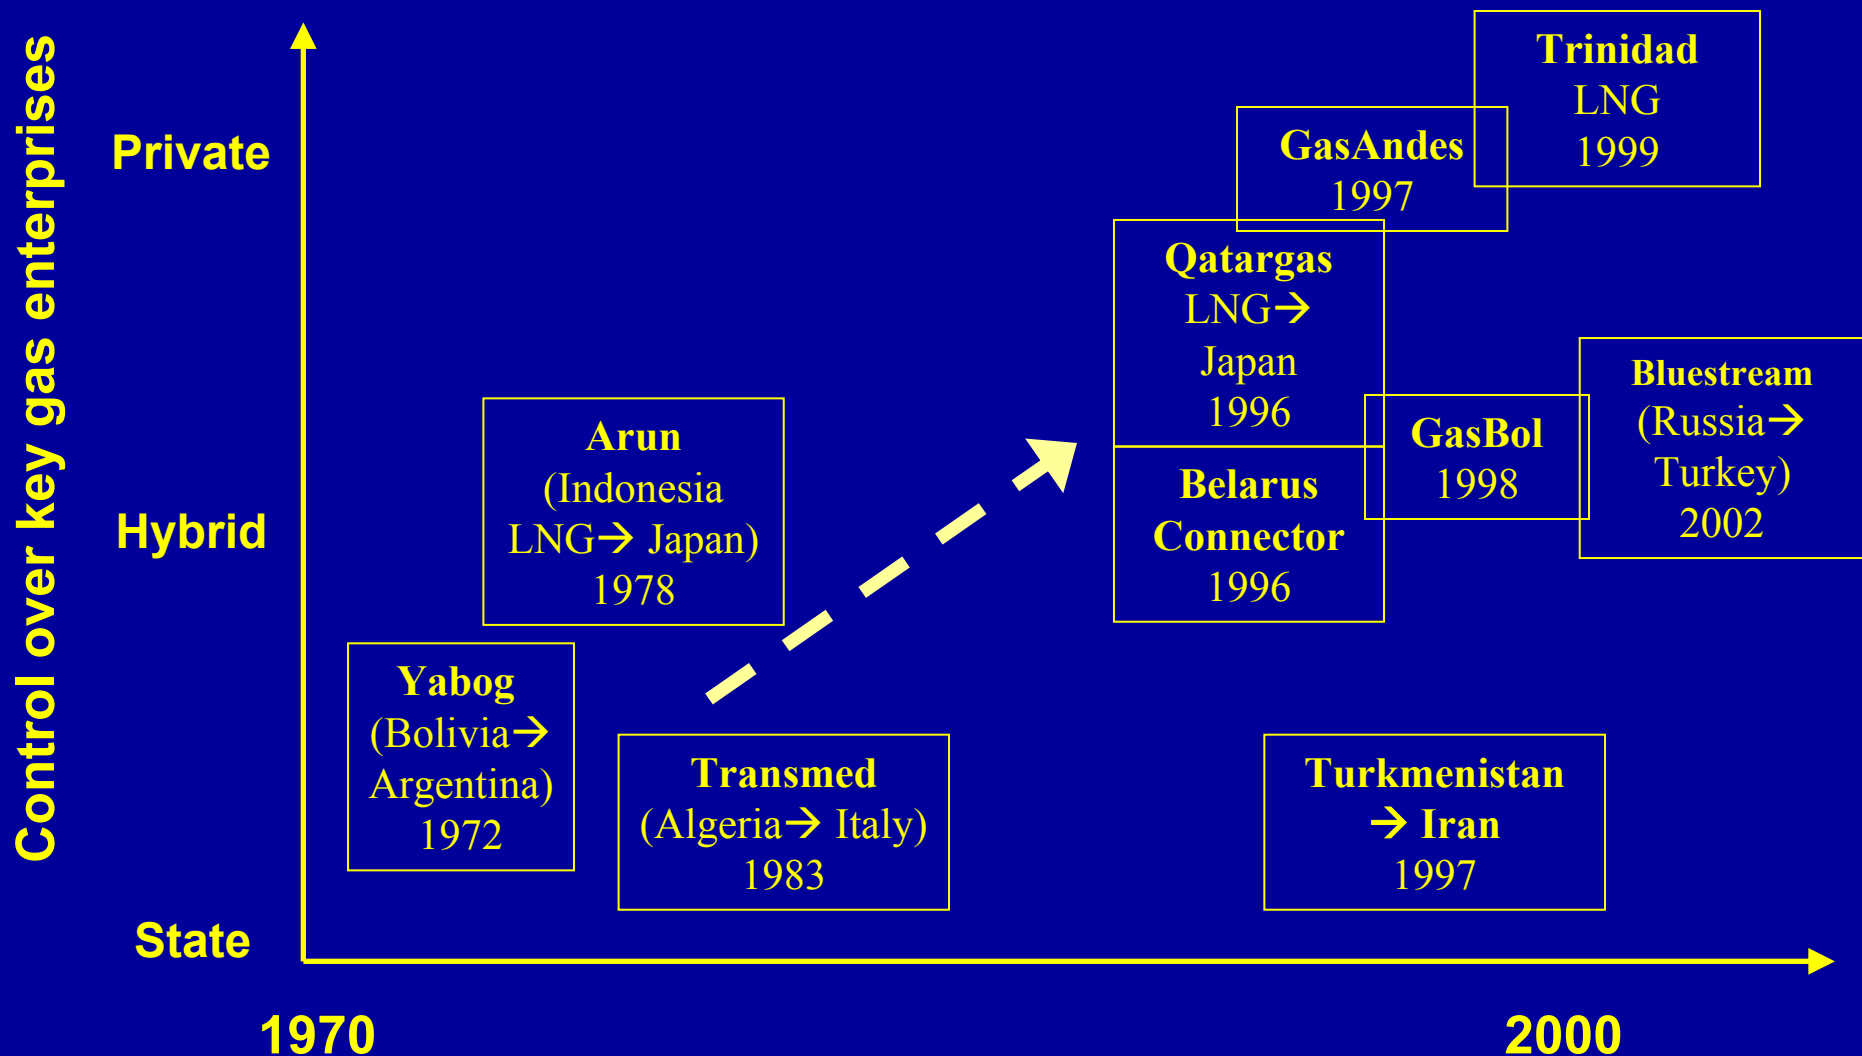 Control over key gas enterprises
Private
Hybrid
State
Trinidad
LNG
1999
GasAndes
1997
Qatargas
LNG→
Japan
1996
Bluestream
(Russia→
Turkey)
2002
GasBol
1998
Belarus
Connector
1996
Arun
(Indonesia
LNG→ Japan)
1978
Yabog
(Bolivia→
Argentina)
1972
Transmed
(Algeria→ Italy)
1983
Turkmenistan
→ Iran
1997
1970
2000